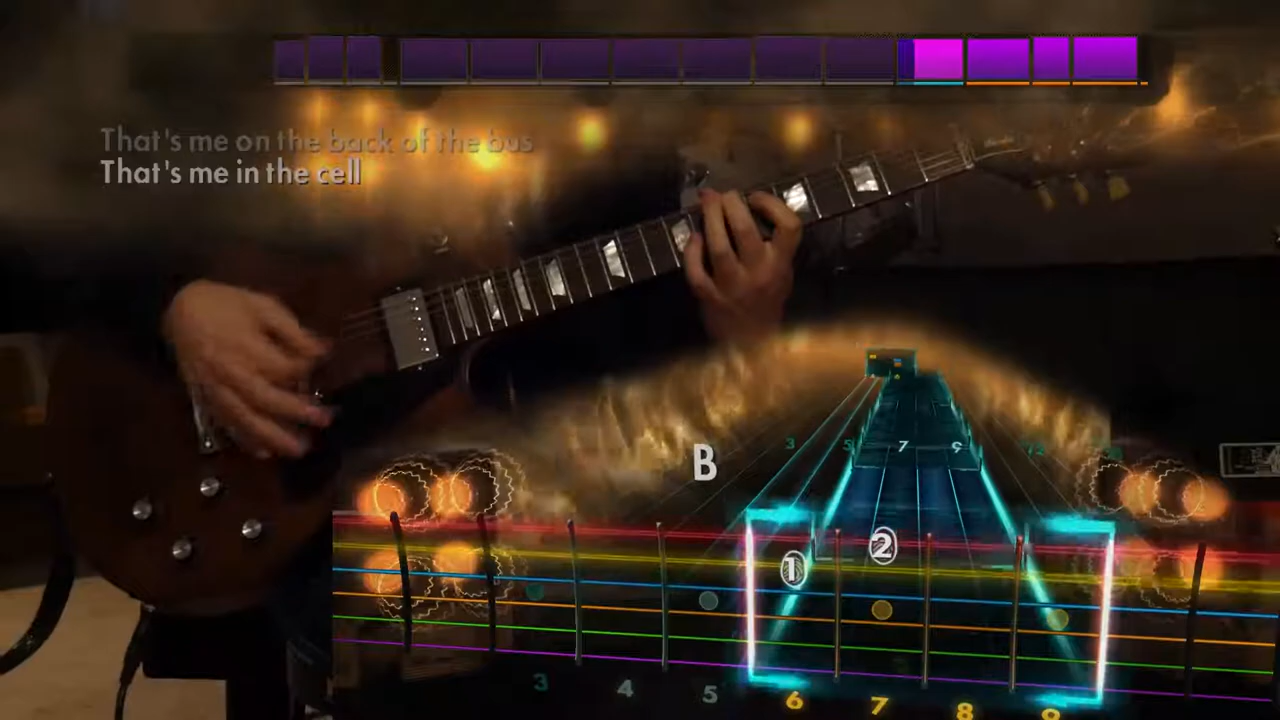 That's me on the back of the bus
That's me in the cell
B
3 5 7 9
1 2
3 4 5 6 7 8 9